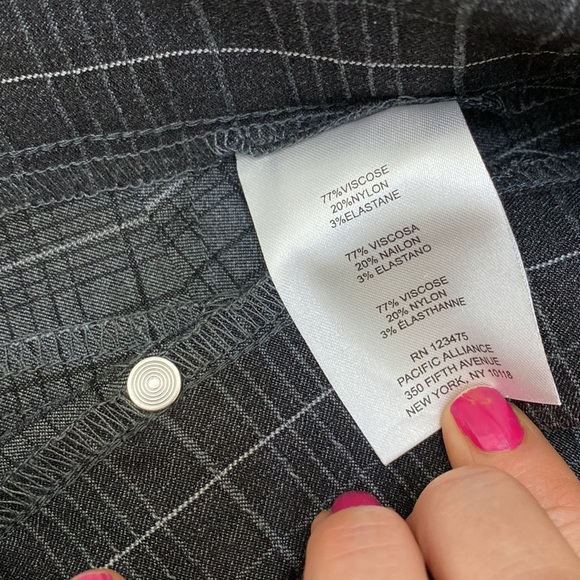 77%VISCOSE
20%NYLON
3%ELASTANE
77% VISCOSA
20% NAILON
3% ELASTANO
77% VISCOSE
20% NYLON
3% ÉLASTHANNE
RN 123475
PACIFIC ALLIANCE
350 FIFTH AVENUE
NEW YORK, NY 10118